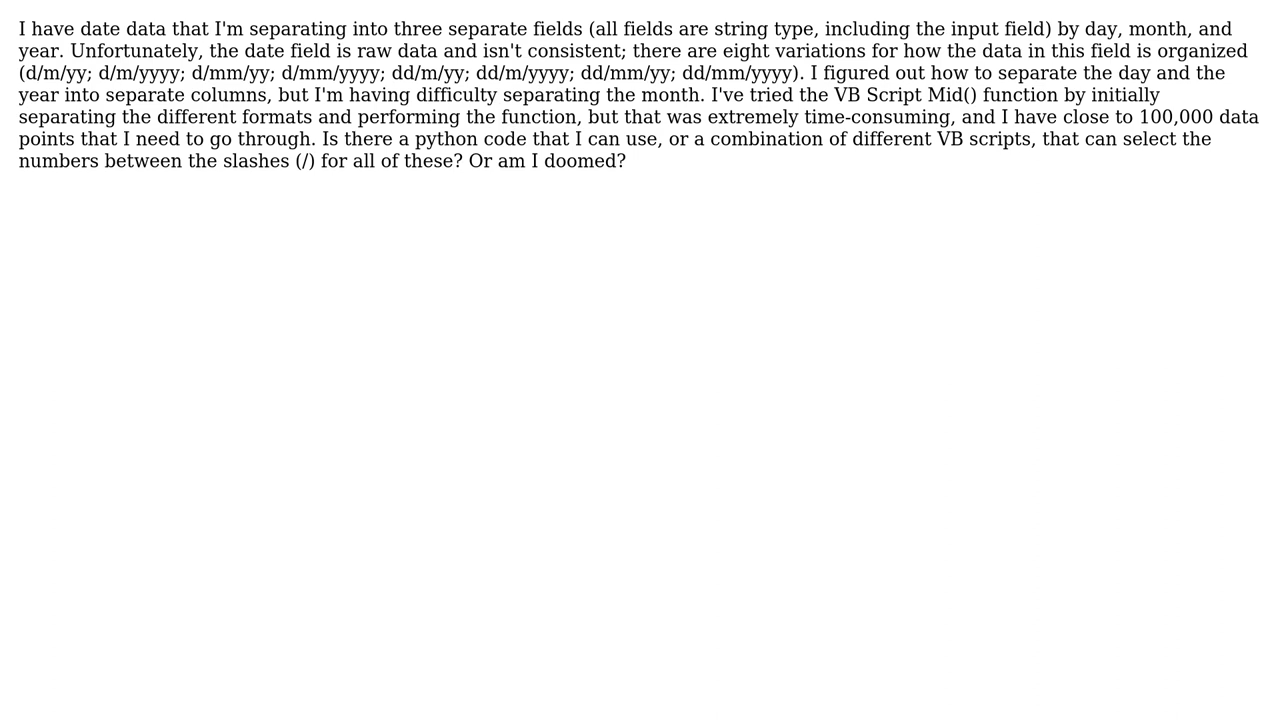 I have date data that I'm separating into three separate fields (all fields are string type, including the input field) by day, month, and
year. Unfortunately, the date field is raw data and isn't consistent; there are eight variations for how the data in this field is organized
(d/m/yy; d/m/yyyy; d/mm/yy; d/mm/yyyy; dd/m/yy; dd/m/yyyy; dd/mm/yy; dd/mm/yyyy). I figured out how to separate the day and the
year into separate columns, but I'm having difficulty separating the month. I've tried the VB Script Mid() function by initially
separating the different formats and performing the function, but that was extremely time-consuming, and I have close to 100,000 data
points that I need to go through. Is there a python code that I can use, or a combination of different VB scripts, that can select the
numbers between the slashes (/) for all of these? Or am I doomed?